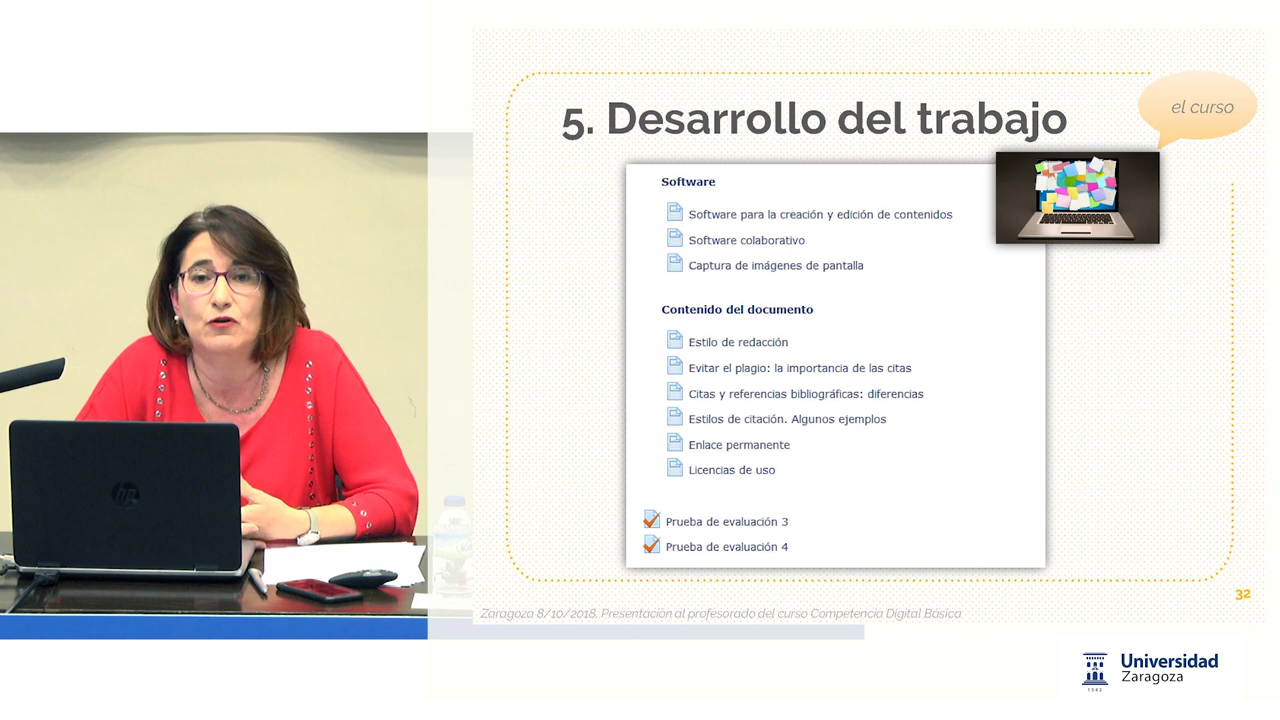 5. Desarrollo del trabajo
el curso
Software
Software para la creación y edición de contenidos
Software colaborativo
Captura de imágenes de pantalla
Contenido del documento
Estilo de redacción
Evitar el plagio: la importancia de las citas
Citas y referencias bibliográficas: diferencias
Estilos de citación. Algunos ejemplos
Enlace permanente
Licencias de uso
Prueba de evaluación 3
Prueba de evaluación 4
hp
32
Zaragoza 8/10/2018. Presentación al profesorado del curso Competencia Digital Básica
Universidad
Zaragoza
1542